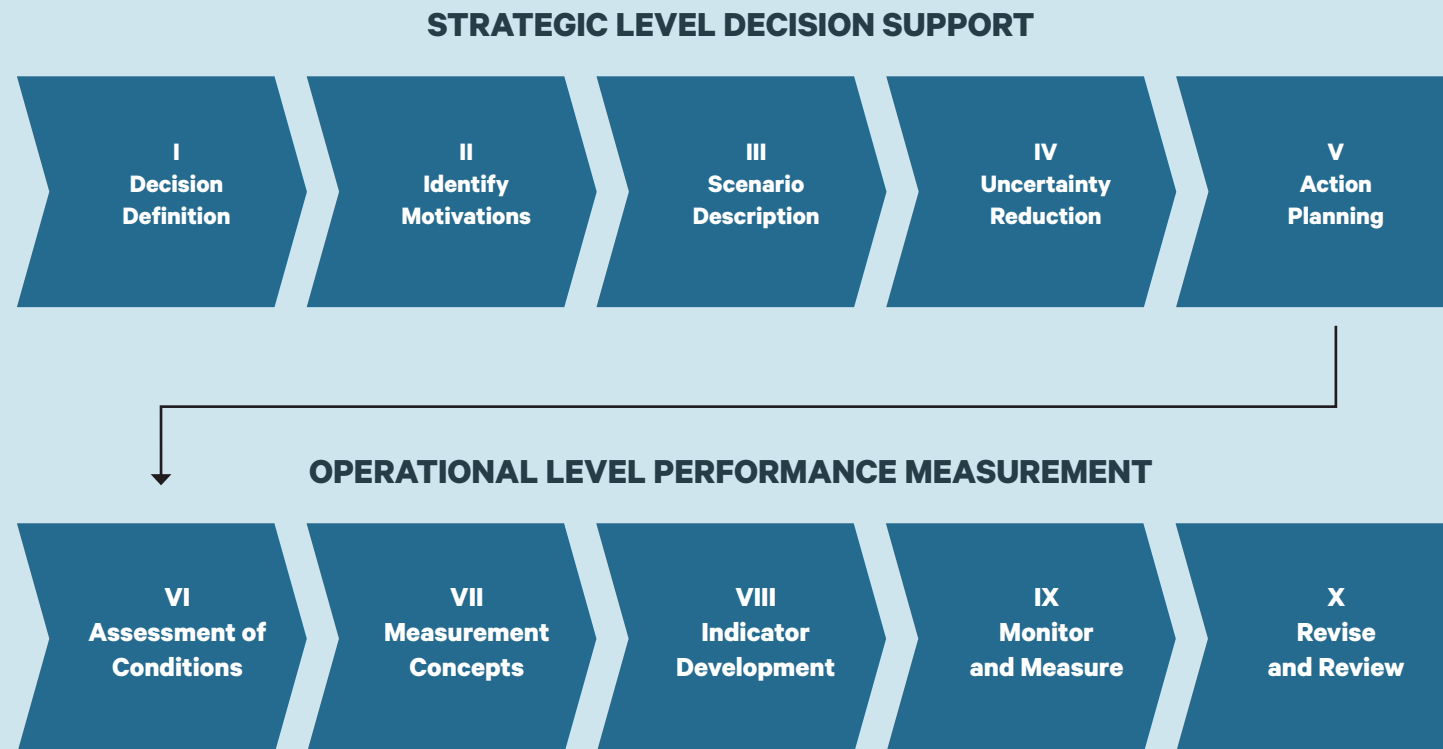 STRATEGIC LEVEL DECISION SUPPORT
I
Decision
Definition
II
Identify
Motivations
III
Scenario
Description
IV
Uncertainty
Reduction
V
Action
Planning
OPERATIONAL LEVEL PERFORMANCE MEASUREMENT
VI
Assessment of
Conditions
VII
Measurement
Concepts
VIII
Indicator
Development
IX
Monitor
and Measure
X
Revise
and Review